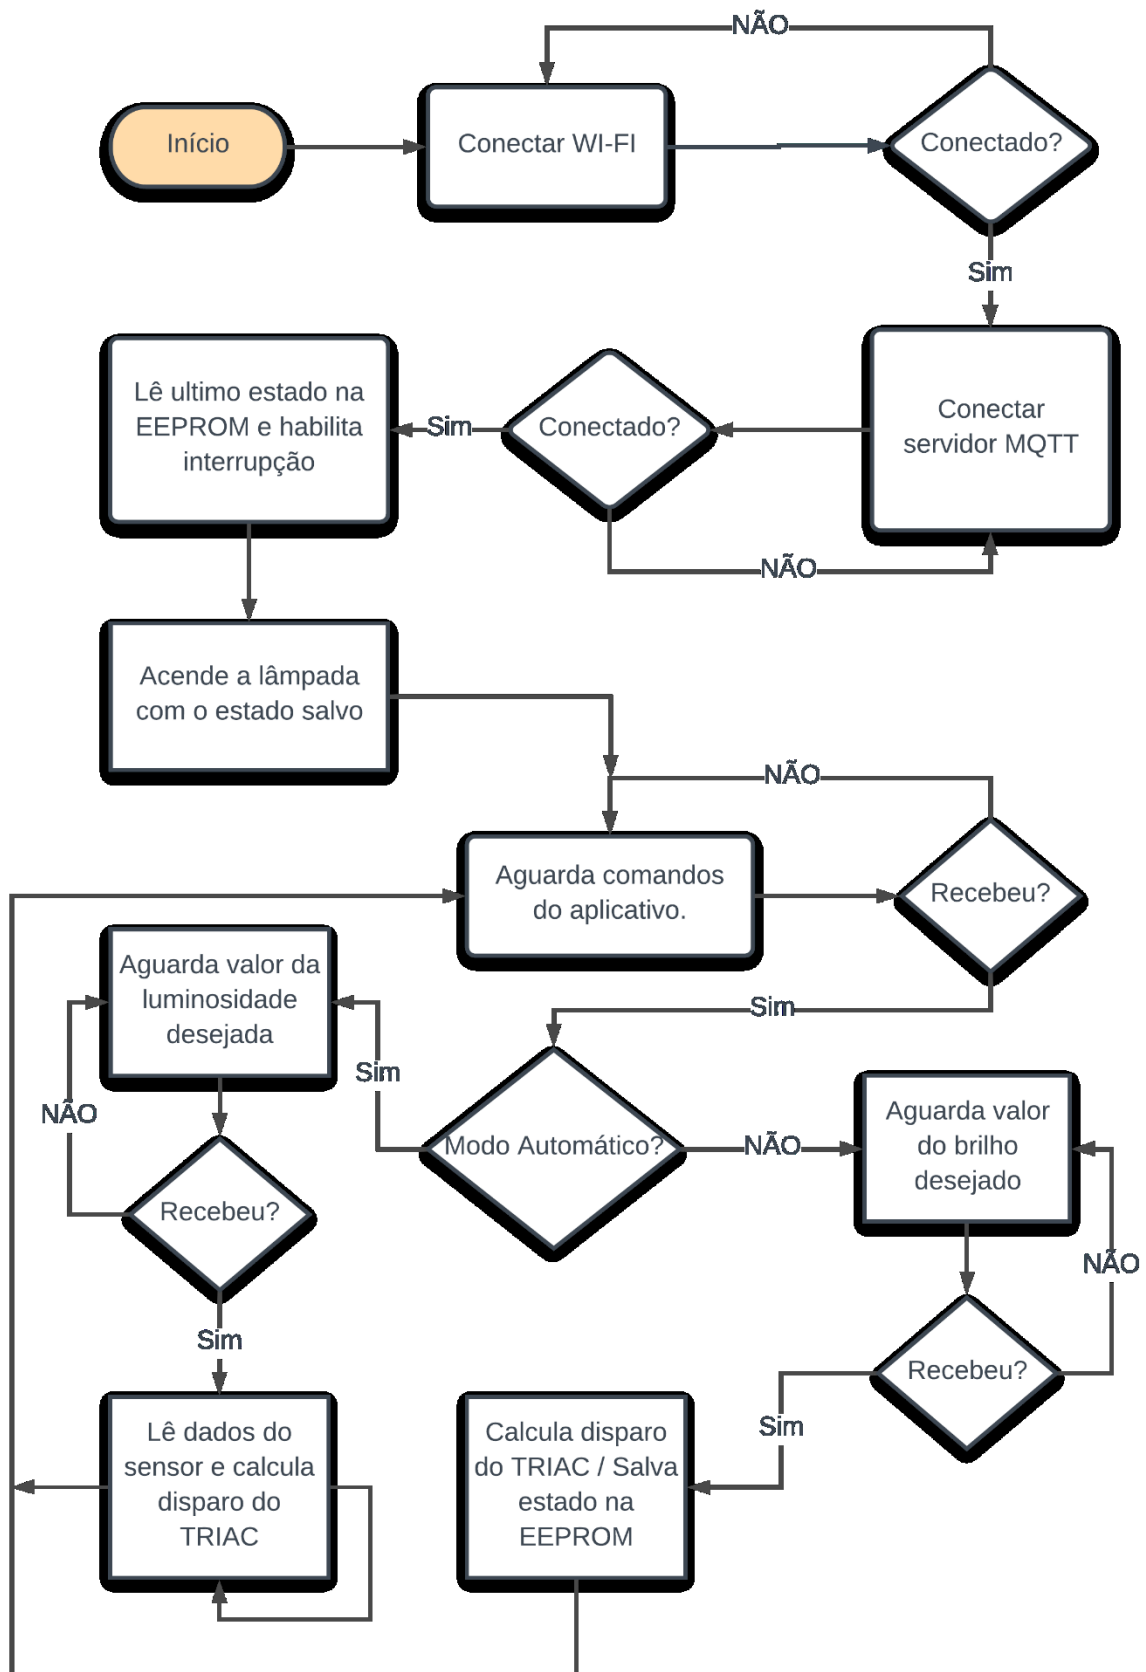 NÃO
Início
Conectar WI-FI
Conectado?
Sim
Lê ultimo estado na
EEPROM e habilita
interrupção
Sim
Conectado?
Conectar
servidor MQTT
NÃO
Acende a lâmpada
com o estado salvo
NÃO
Aguarda comandos
do aplicativo.
Recebeu?
Sim
Aguarda valor da
luminosidade
desejada
Sim
NÃO
Modo Automático?
NÃO
Aguarda valor
do brilho
desejado
Recebeu?
NÃO
Sim
Recebeu?
Sim
Lê dados do
sensor e calcula
disparo do
TRIAC
Calcula disparo
do TRIAC / Salva
estado na
EEPROM